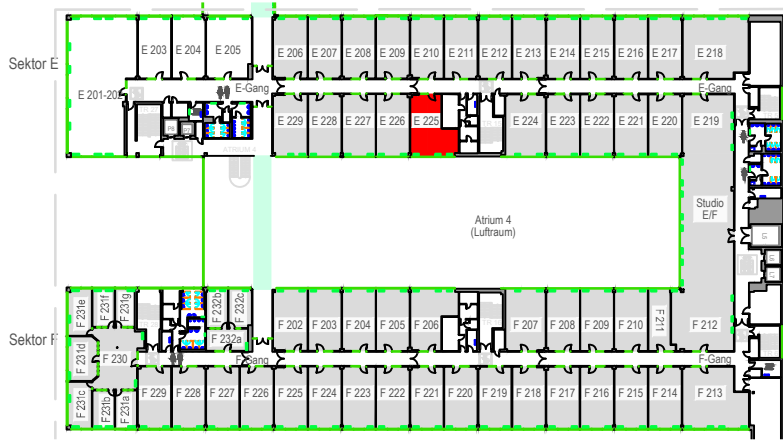 E 203
E 204
E 205
E 206
E 207
E 208
E 209
E 210
E 211
E 212
E 213
E 214
E 215
E 216
E 217
E 218
Sektor E
E 201-202
E-Gang
E-Gang
E 229
E 228
E 227
E 226
E 225
E 224
E 223
E 222
E 221
E 220
E 219
ATRIUM 4
Studio
E/F
Atrium 4
(Luftraum)
F 231e
F 231f
F 231g
F 232b
F 232c
F 202
F 203
F 204
F 205
F 206
F 207
F 208
F 209
F 210
F 211
F 212
Sektor F
F 231d
F 230
F 232a
F-Gang
F-Gang
F 231c
F 231b
F 231a
F 229
F 228
F 227
F 226
F 225
F 224
F 223
F 222
F 221
F 220
F 219
F 218
F 217
F 216
F 215
F 214
F 213